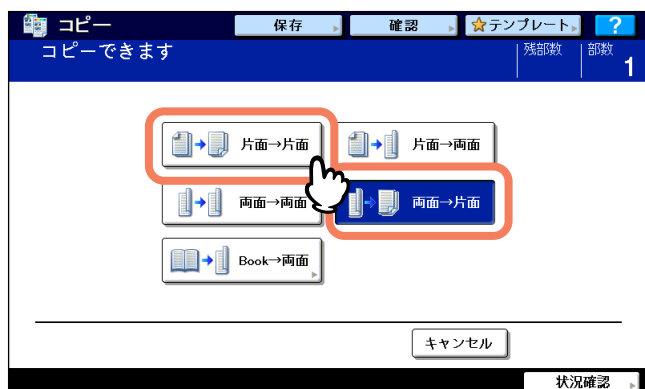 コピー 保存 確認 テンプレート ?
コピーできます 残部数 部数 1
片面→片面 片面→両面
両面→両面 両面→片面
Book→両面
キャンセル
状況確認